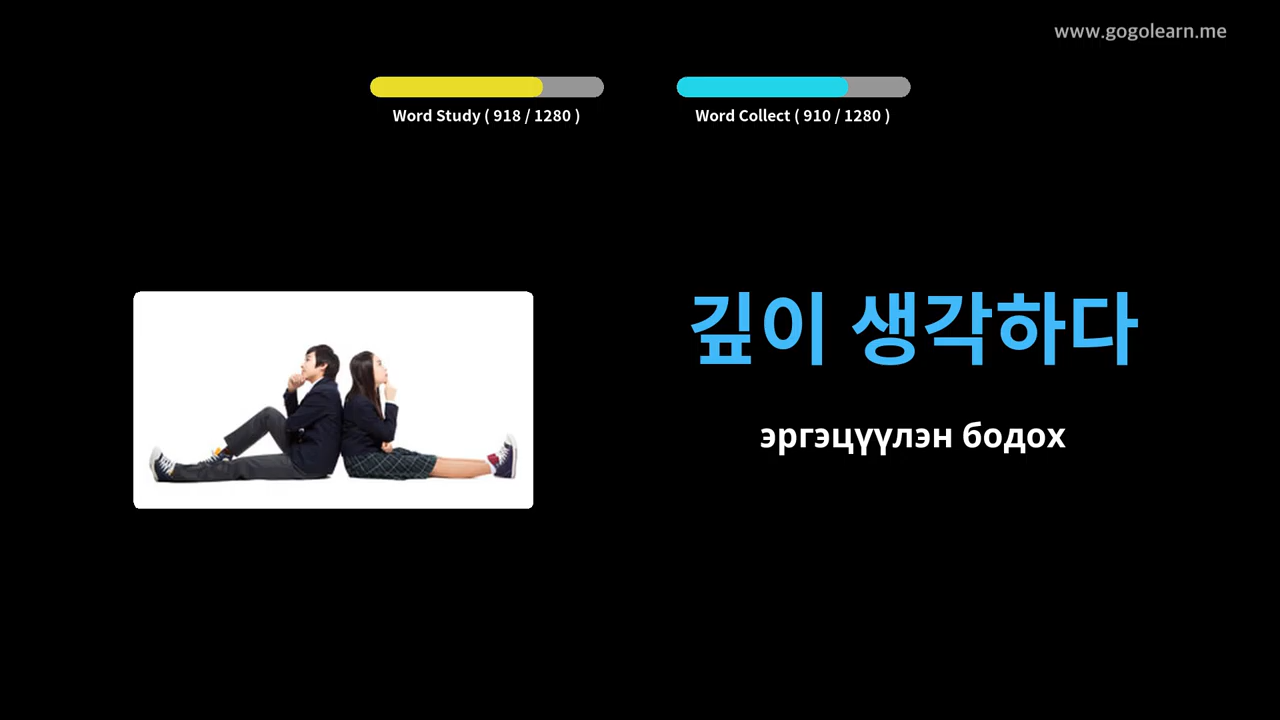 www.gogolearn.me
Word Study ( 918 / 1280 )
Word Collect ( 910 / 1280 )
깊이 생각하다
эргэцүүлэн бодох